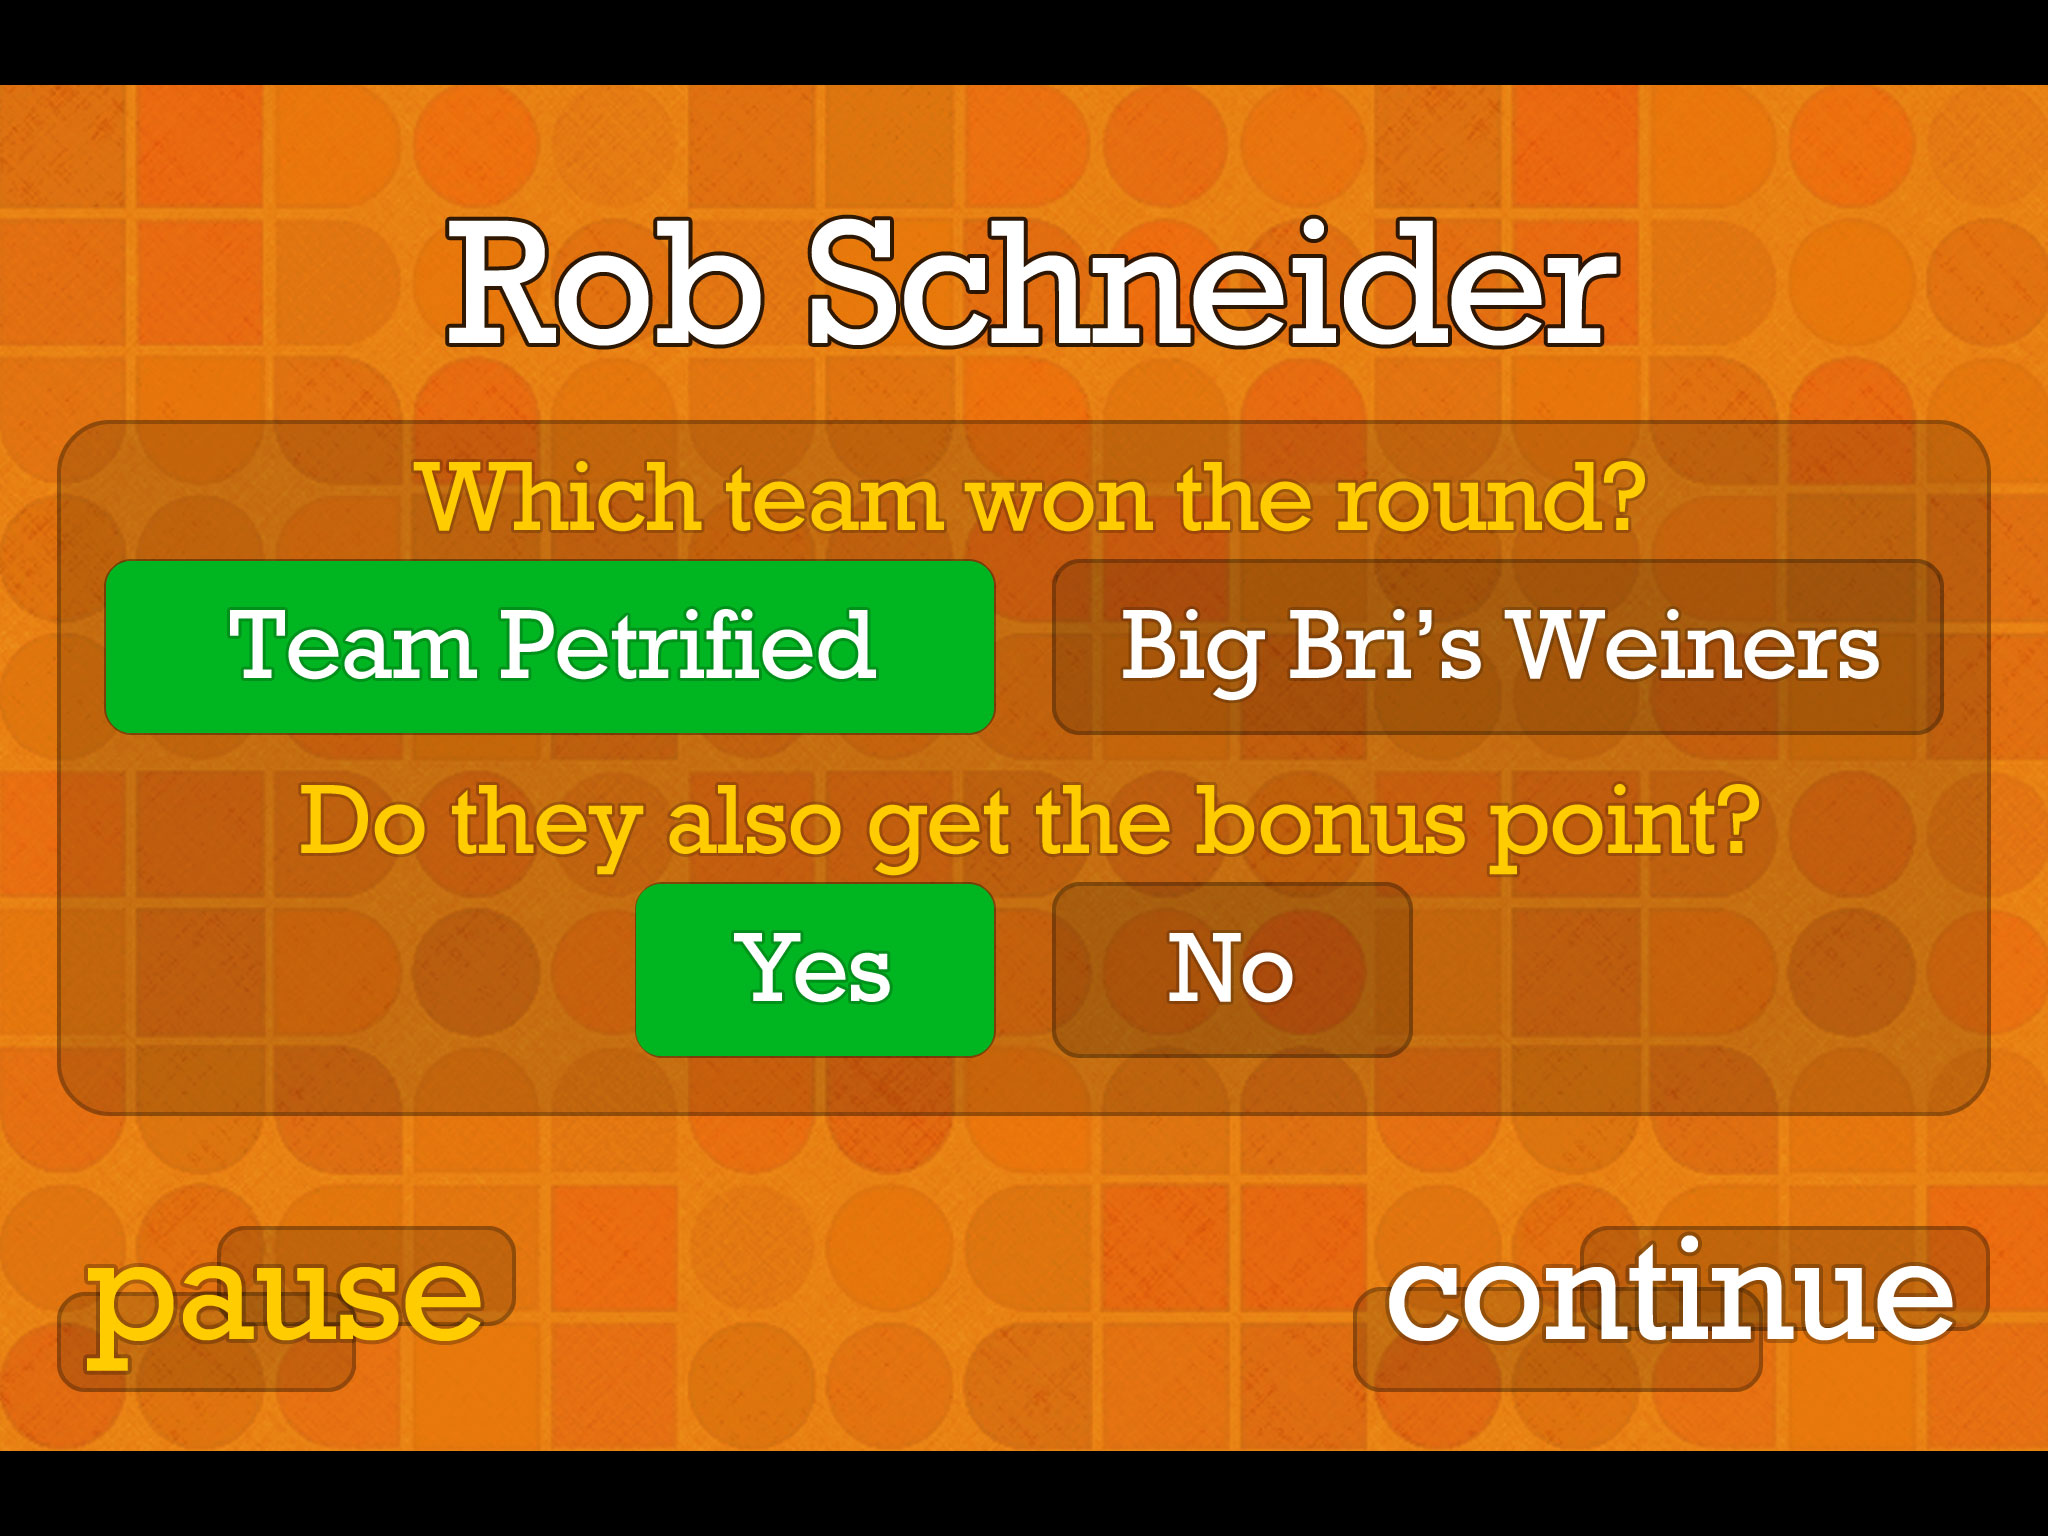 Rob Schneider
Which team won the round?
Team Petrified
Big Bri’s Weiners
Do they also get the bonus point?
Yes
No
pause
continue